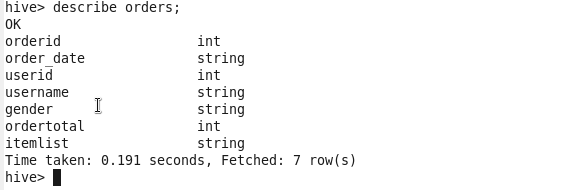 hive> describe orders;
OK
orderid                 int
order_date              string
userid                  int
username                string
gender                  string
ordertotal              int
itemlist                string
Time taken: 0.191 seconds, Fetched: 7 row(s)
hive>